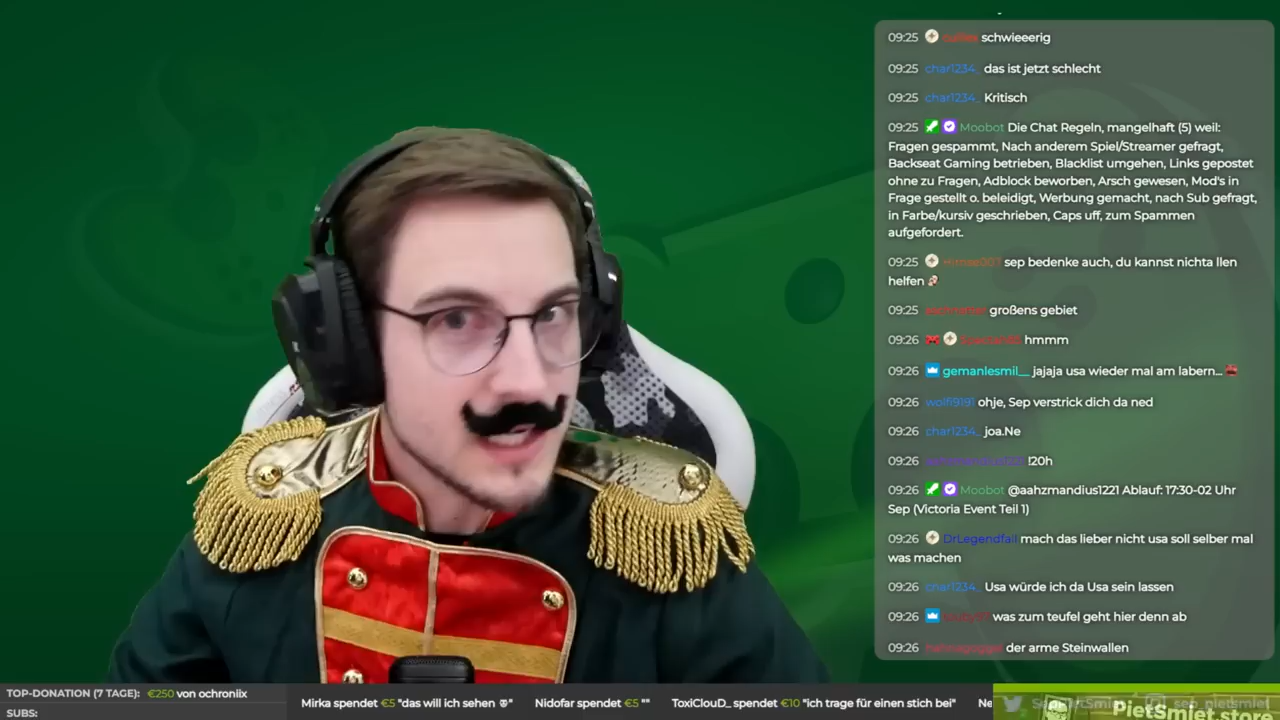 09:25 schwieeerig
09:25 char1234_ das ist jetzt schlecht
09:25 char1234_ Kritisch
09:25 Moobot Die Chat Regeln, mangelhaft (5) weil:
Fragen gespammt, Nach anderem Spiel/Streamer gefragt,
Backseat Gaming betrieben, Blacklist umgehen, Links gepostet
ohne zu Fragen, Adblock beworben, Arsch gewesen, Mod's in
Frage gestellt o. beleidigt, Werbung gemacht, nach Sub gefragt,
in Farbe/kursiv geschrieben, Caps uff, zum Spammen
aufgefordert.
09:25 sep bedenke auch, du kannst nichta llen
helfen
09:25 großens gebiet
09:26 hmmm
09:26 gemanlesmil__ jajaja usa wieder mal am labern...
09:26 wolfi9191 ohje, Sep verstrick dich da ned
09:26 char1234_ joa.Ne
09:26 !20h
09:26 Moobot @aahzmandius1221 Ablauf: 17:30-02 Uhr
Sep (Victoria Event Teil 1)
09:26 DrLegendfail mach das lieber nicht usa soll selber mal
was machen
09:26 char1234_ Usa würde ich da Usa sein lassen
09:26 was zum teufel geht hier denn ab
09:26 der arme Steinwallen
TOP-DONATION (7 TAGE): €250 von ochroniix
SUBS:
Mirka spendet €5 "das will ich sehen" Nidofar spendet €5 "" ToxiClouD_ spendet €10 "ich trage für einen stich bei" Ne
PietSmiet.store